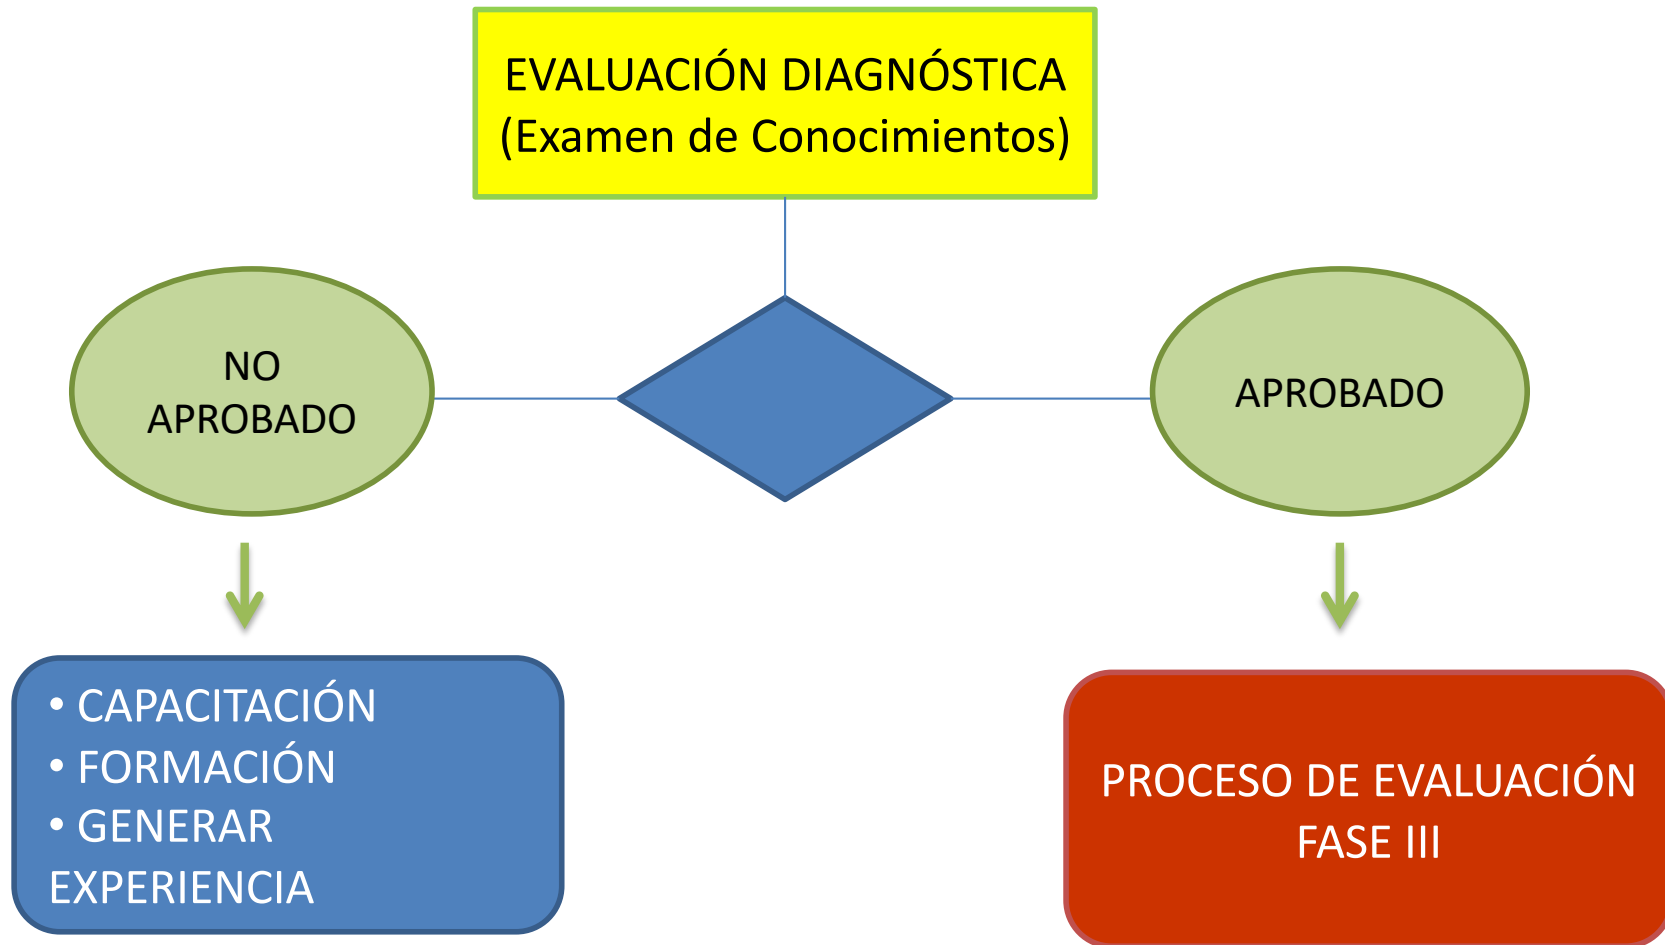 EVALUACIÓN DIAGNÓSTICA
(Examen de Conocimientos)
NO
APROBADO
APROBADO
• CAPACITACIÓN
• FORMACIÓN
• GENERAR
EXPERIENCIA
PROCESO DE EVALUACIÓN
FASE III